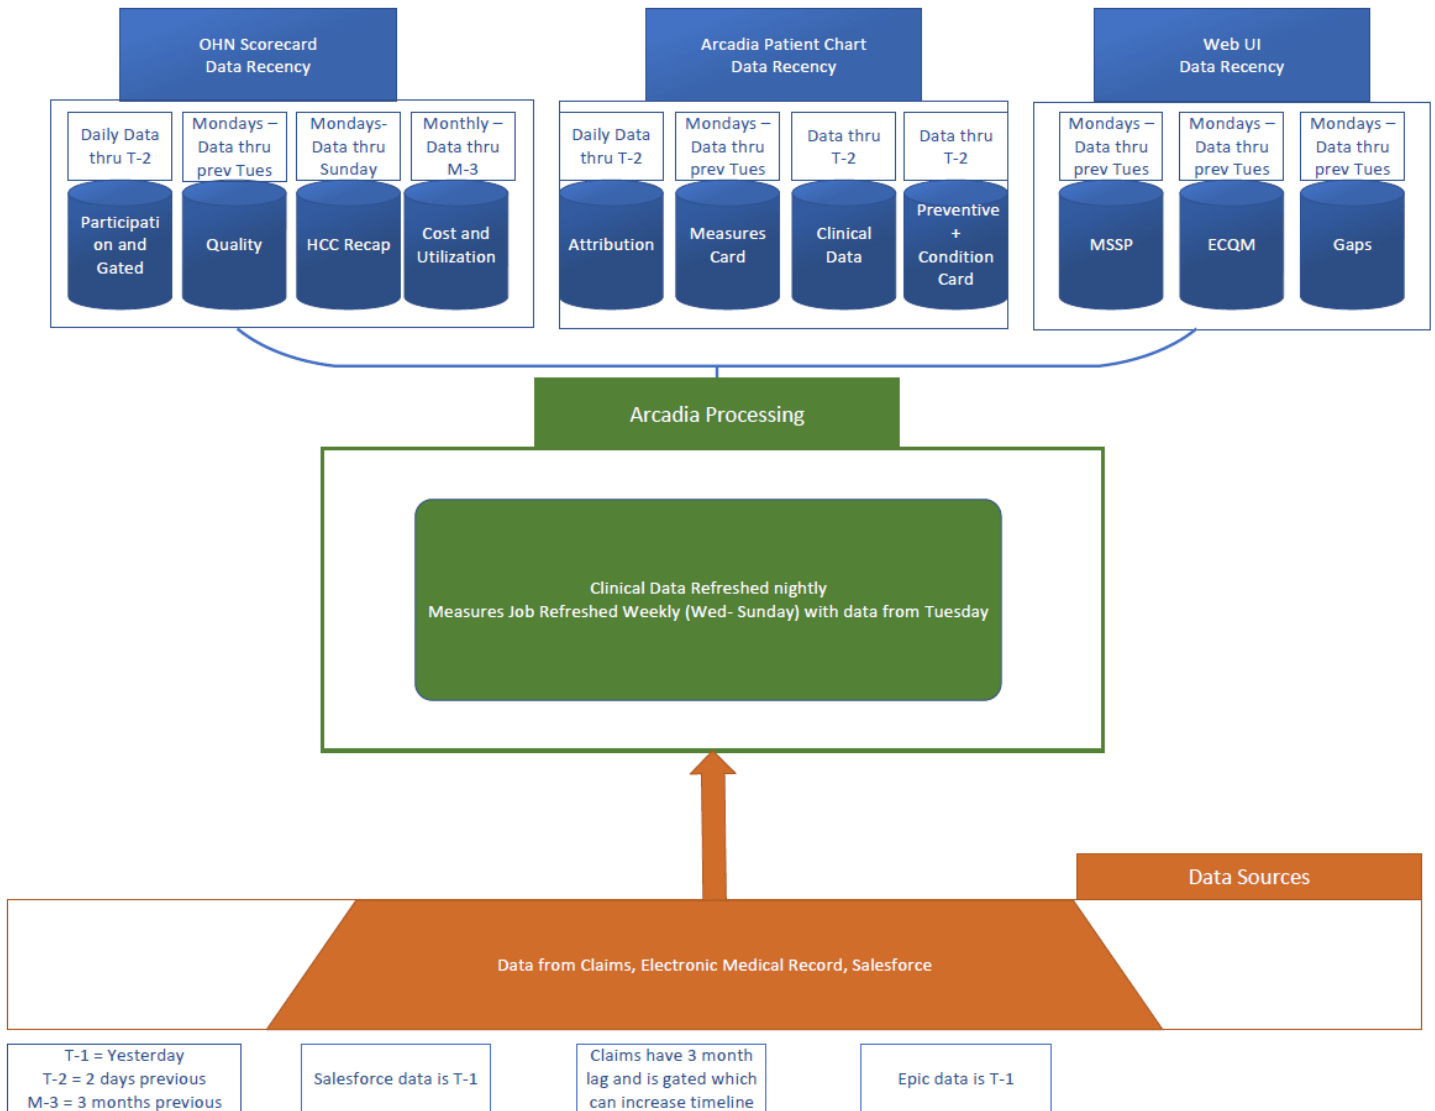 OHN Scorecard
Data Recency
Arcadia Patient Chart
Data Recency
Web UI
Data Recency
Daily Data
thru T-2
Mondays –
Data thru
prev Tues
Mondays-
Data thru
Sunday
Monthly –
Data thru
M-3
Daily Data
thru T-2
Mondays –
Data thru
prev Tues
Data thru
T-2
Data thru
T-2
Mondays –
Data thru
prev Tues
Mondays –
Data thru
prev Tues
Mondays –
Data thru
prev Tues
Participati
on and
Gated
Quality
HCC Recap
Cost and
Utilization
Attribution
Measures
Card
Clinical
Data
Preventive
+
Condition
Card
MSSP
ECQM
Gaps
Arcadia Processing
Clinical Data Refreshed nightly
Measures Job Refreshed Weekly (Wed- Sunday) with data from Tuesday
Data Sources
Data from Claims, Electronic Medical Record, Salesforce
T-1 = Yesterday
T-2 = 2 days previous
M-3 = 3 months previous
Salesforce data is T-1
Claims have 3 month
lag and is gated which
can increase timeline
Epic data is T-1